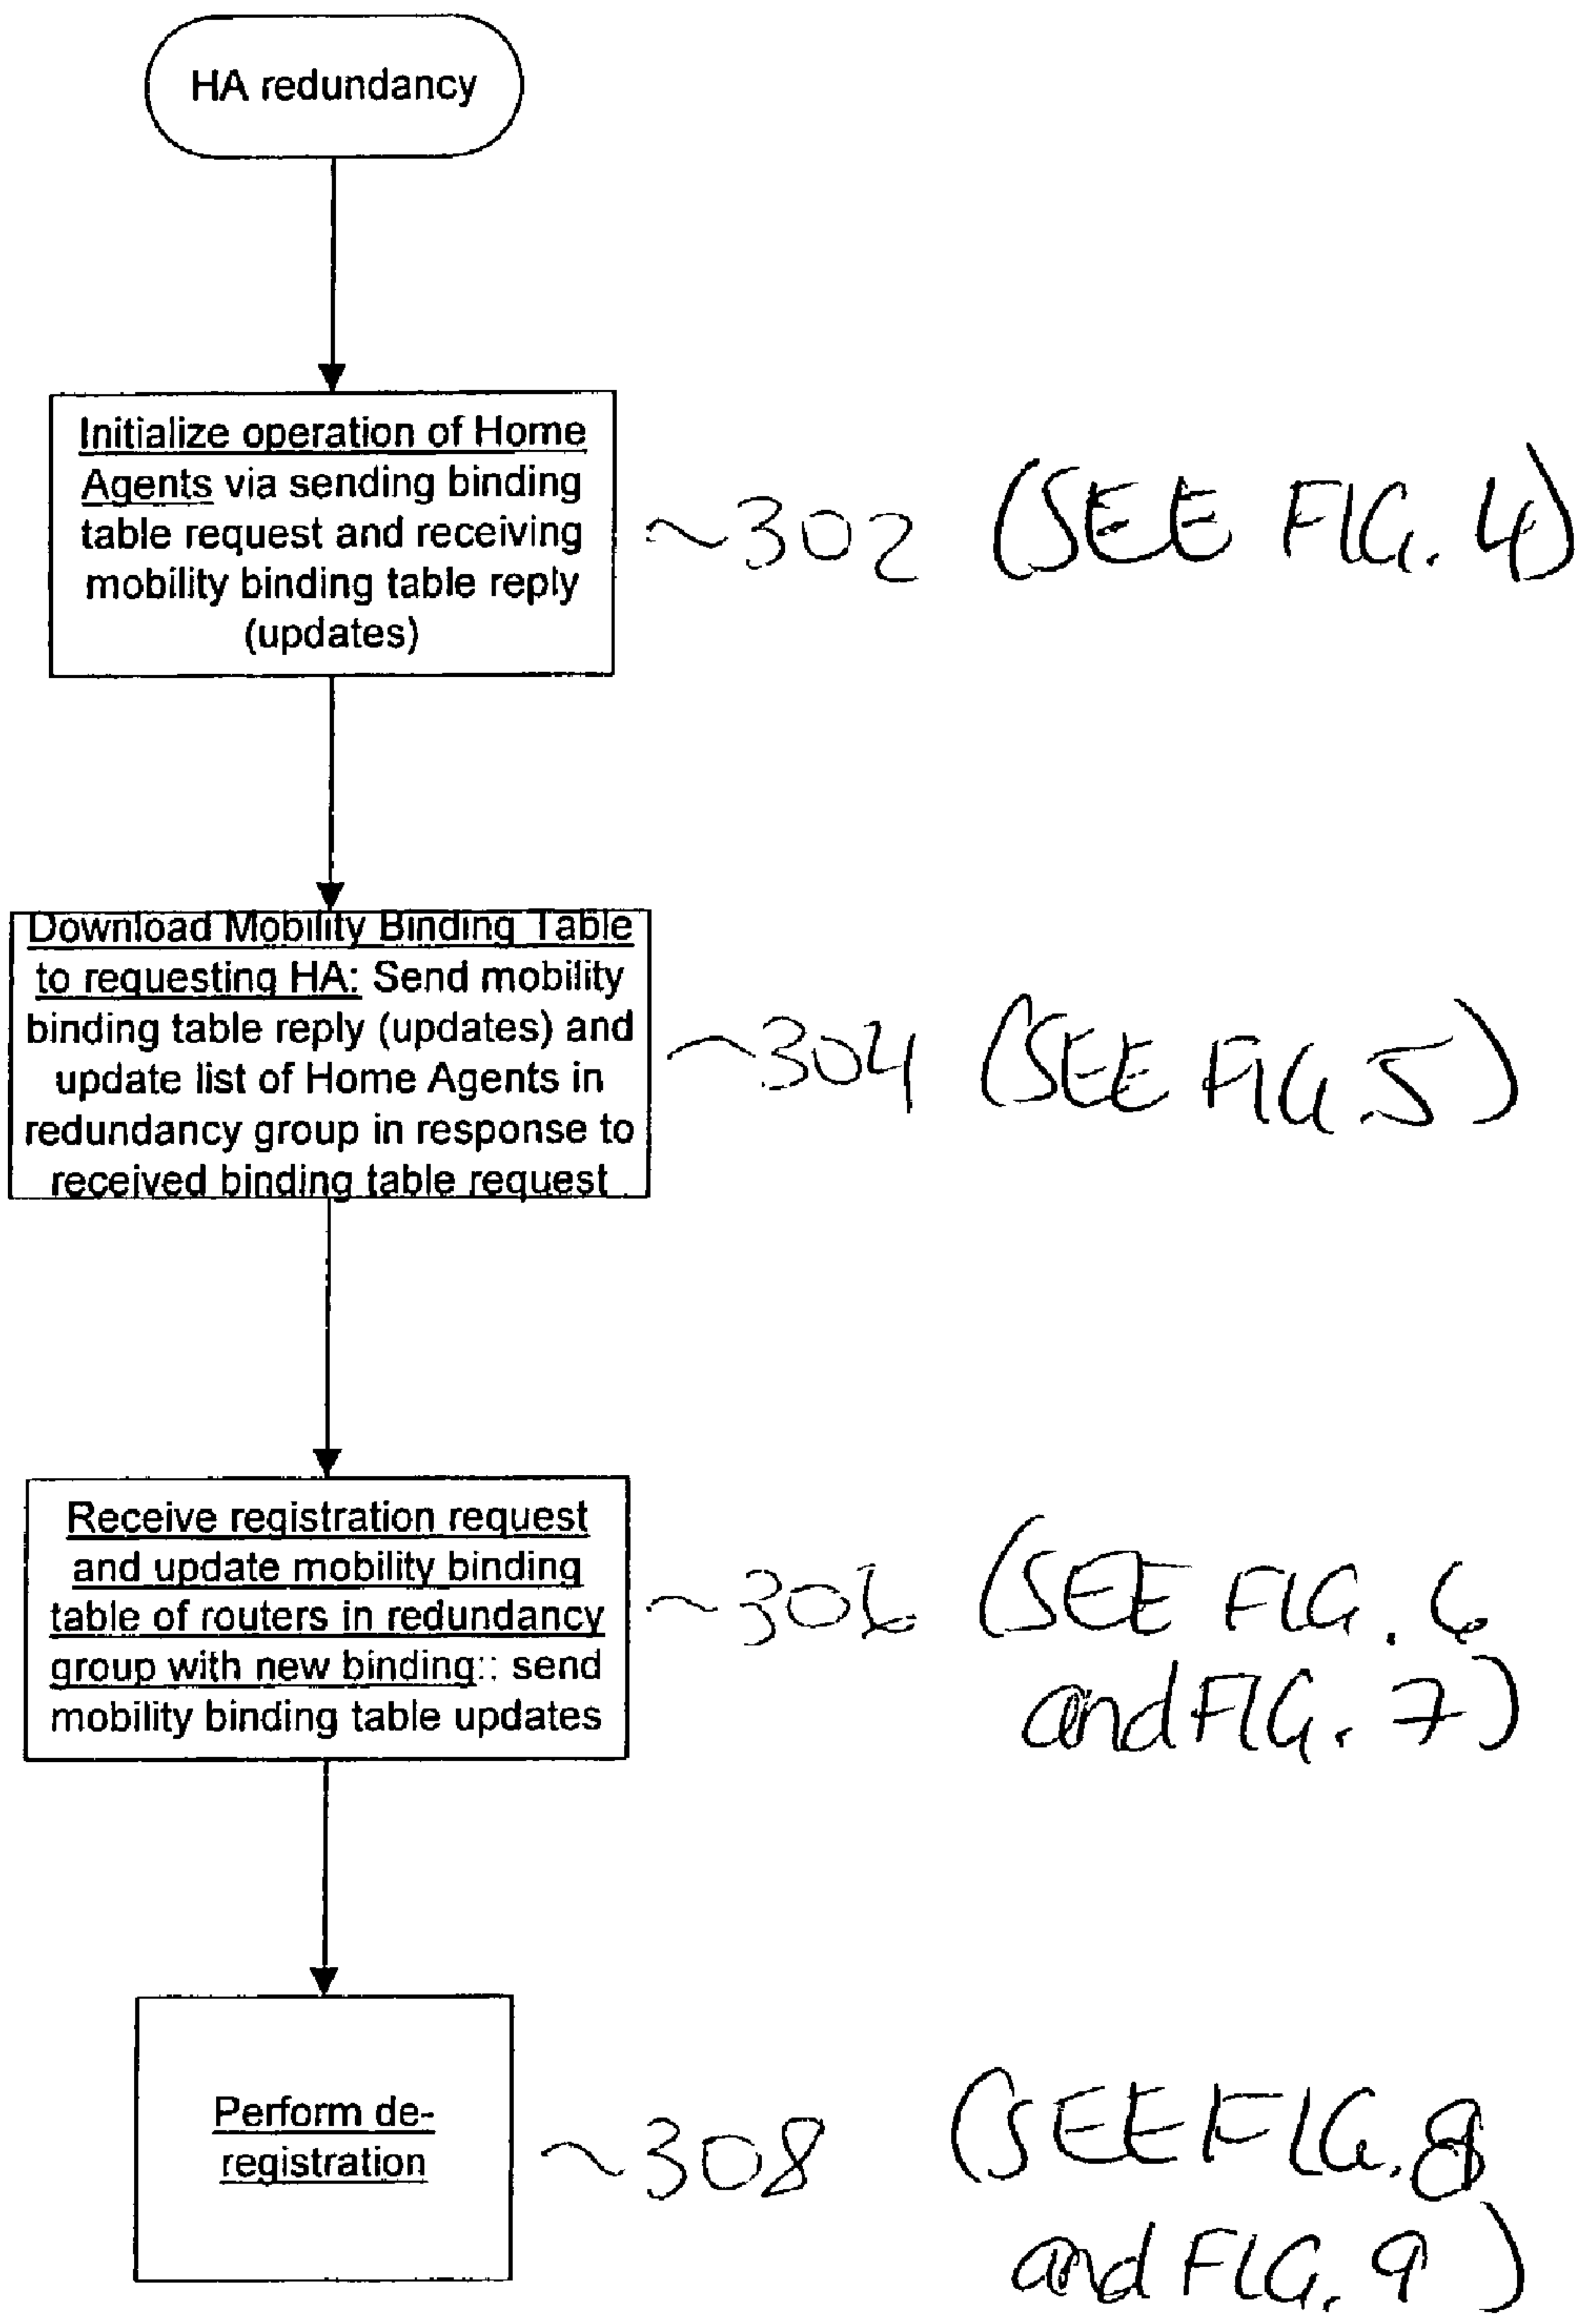 HA redundancy
Initialize operation of Home
Agents via sending binding
table request and receiving
mobility binding table reply
(updates)
~302 (SEE FIG. 4)
Download Mobility Binding Table
to requesting HA: Send mobility
binding table reply (updates) and
update list of Home Agents in
redundancy group in response to
received binding table request
~304 (SEE FIG. 5)
Receive registration request
and update mobility binding
table of routers in redundancy
group with new binding:: send
mobility binding table updates
~306 (SEE FIG. 6
and FIG. 7)
Perform de-
registration
~308 (SEE FIG. 8
and FIG. 9)